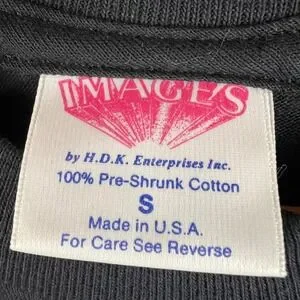 IMAGES
by H.D.K. Enterprises Inc.
100% Pre-Shrunk Cotton
S
Made in U.S.A.
For Care See Reverse